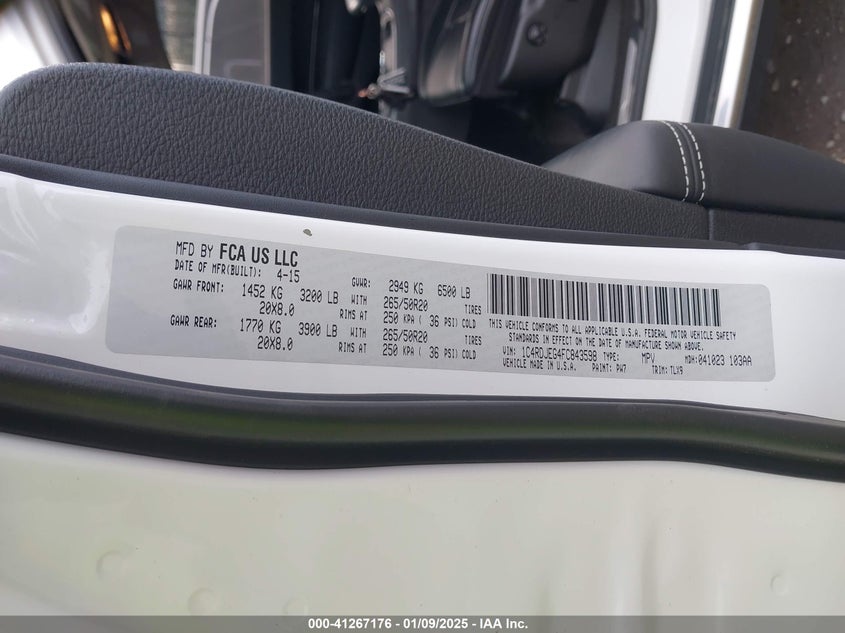 MFD BY FCA US LLC
DATE OF MFR(BUILT): 4-15 GVWR: 2949 KG 6500 LB
GAWR FRONT: 1452 KG 3200 LB WITH 265/50R20 TIRES
20X8.0 RIMS AT 250 KPA ( 36 PSI) COLD
GAWR REAR: 1770 KG 3900 LB WITH 265/50R20 TIRES
20X8.0 RIMS AT 250 KPA ( 36 PSI) COLD
THIS VEHICLE CONFORMS TO ALL APPLICABLE U.S.A. FEDERAL MOTOR VEHICLE SAFETY
STANDARDS IN EFFECT ON THE DATE OF MANUFACTURE SHOWN ABOVE.
VIN: 1C4RDJEG4FC843598 TYPE: MPV MDH:041023 103AA
VEHICLE MADE IN U.S.A. PAINT: PW7 TRIM:TLX9
000-41267176 - 01/09/2025 - IAA Inc.